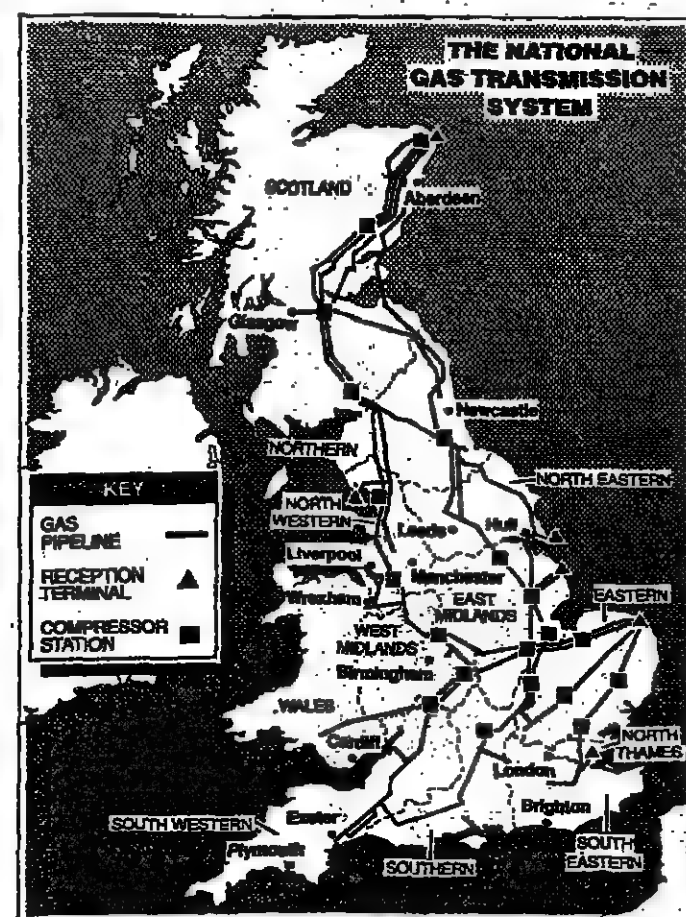 THE NATIONAL
GAS TRANSMISSION
SYSTEM
SCOTLAND
Aberdeen
Glasgow
Newcastle
NORTHERN
NORTH EASTERN
KEY
GAS
PIPELINE
RECEPTION
TERMINAL
COMPRESSOR
STATION
NORTH
WESTERN
Leeds
Hull
Liverpool
Manchester
Wrexham
EAST
MIDLANDS
EASTERN
WEST
MIDLANDS
Birmingham
WALES
Cardiff
NORTH
THAMES
London
Exeter
Brighton
SOUTH WESTERN
Plymouth
SOUTHERN
SOUTH
EASTERN